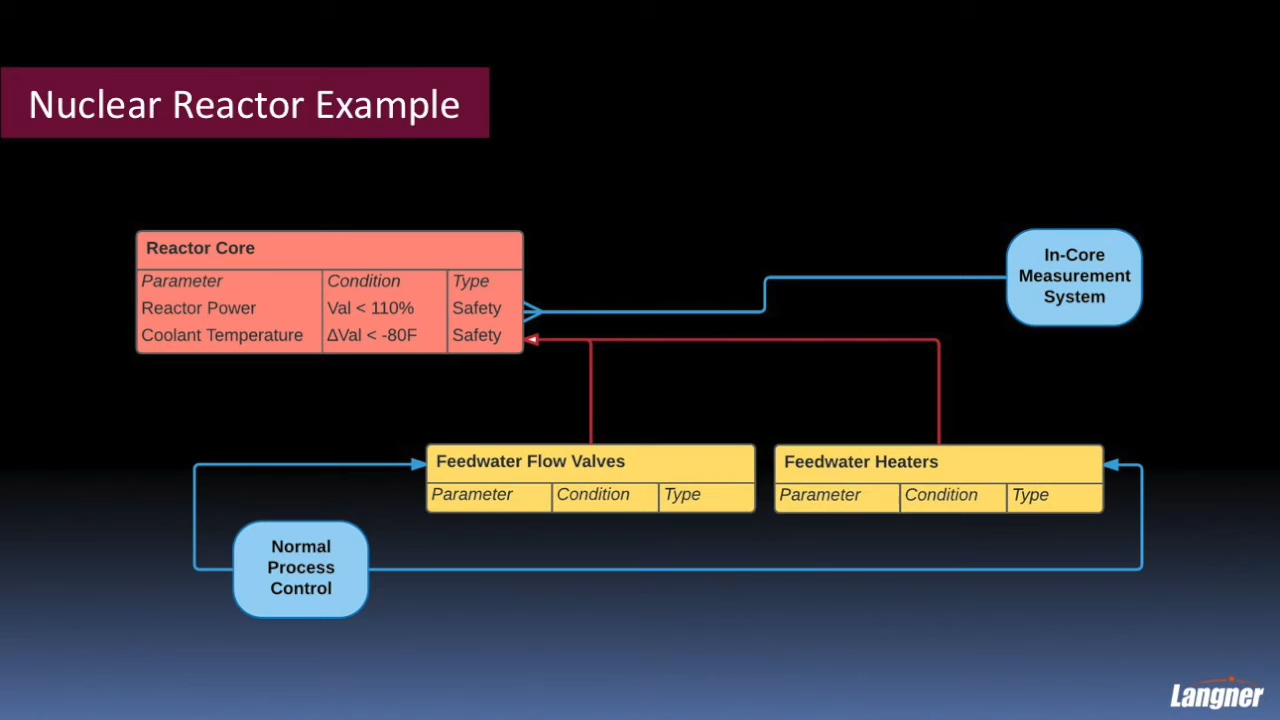 Nuclear Reactor Example
Reactor Core
Parameter Condition Type
Reactor Power Val < 110% Safety
Coolant Temperature ΔVal < -80F Safety
In-Core
Measurement
System
Feedwater Flow Valves
Parameter Condition Type
Feedwater Heaters
Parameter Condition Type
Normal
Process
Control
Langner